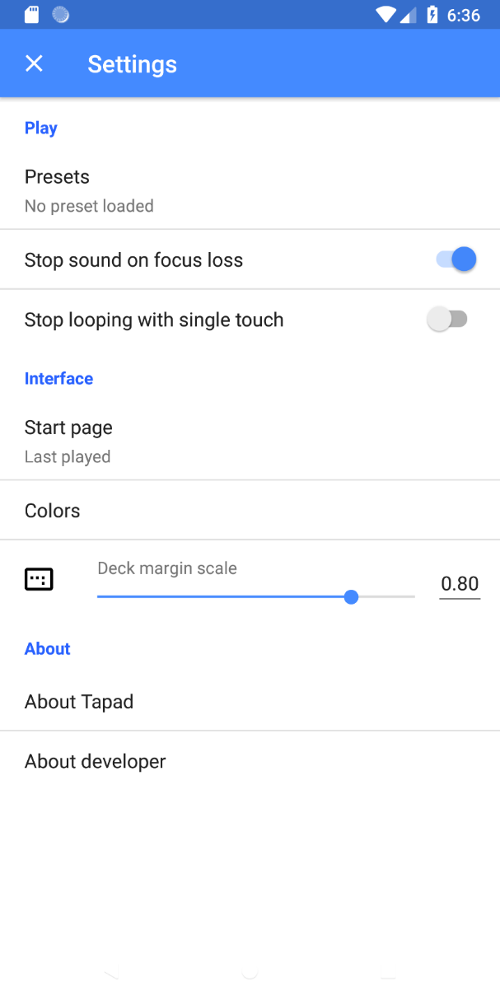 6:36
Settings
Play
Presets
No preset loaded
Stop sound on focus loss
Stop looping with single touch
Interface
Start page
Last played
Colors
Deck margin scale
0.80
About
About Tapad
About developer